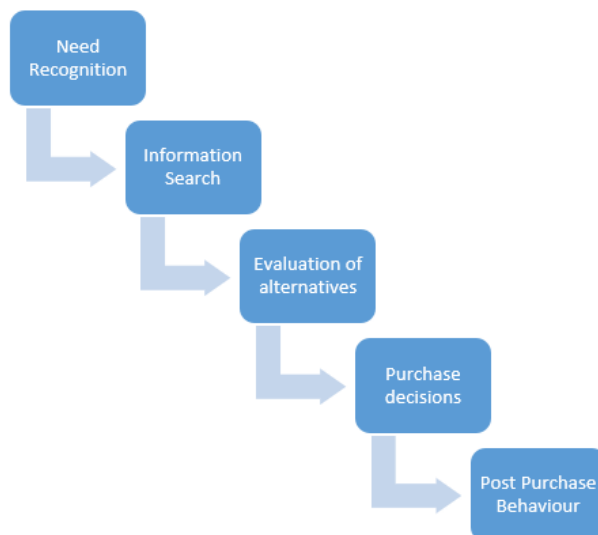 Need
Recognition
Information
Search
Evaluation of
alternatives
Purchase
decisions
Post Purchase
Behaviour